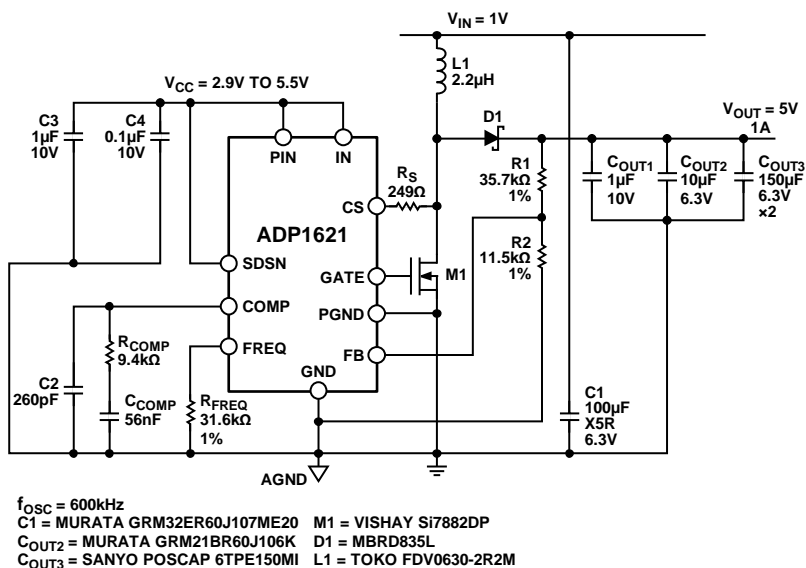 V_IN = 1V
L1
2.2µH
V_CC = 2.9V TO 5.5V
D1
V_OUT = 5V
1A
C3
1µF
10V
C4
0.1µF
10V
PIN
IN
R_S
249Ω
CS
R1
35.7kΩ
1%
C_OUT1
1µF
10V
C_OUT2
10µF
6.3V
C_OUT3
150µF
6.3V
×2
ADP1621
SDSN
GATE
M1
R2
11.5kΩ
1%
COMP
PGND
FREQ
FB
GND
R_COMP
9.4kΩ
C2
260pF
C_COMP
56nF
R_FREQ
31.6kΩ
1%
C1
100µF
X5R
6.3V
AGND
f_OSC = 600kHz
C1 = MURATA GRM32ER60J107ME20 M1 = VISHAY Si7882DP
C_OUT2 = MURATA GRM21BR60J106K D1 = MBRD835L
C_OUT3 = SANYO POSCAP 6TPE150MI L1 = TOKO FDV0630-2R2M